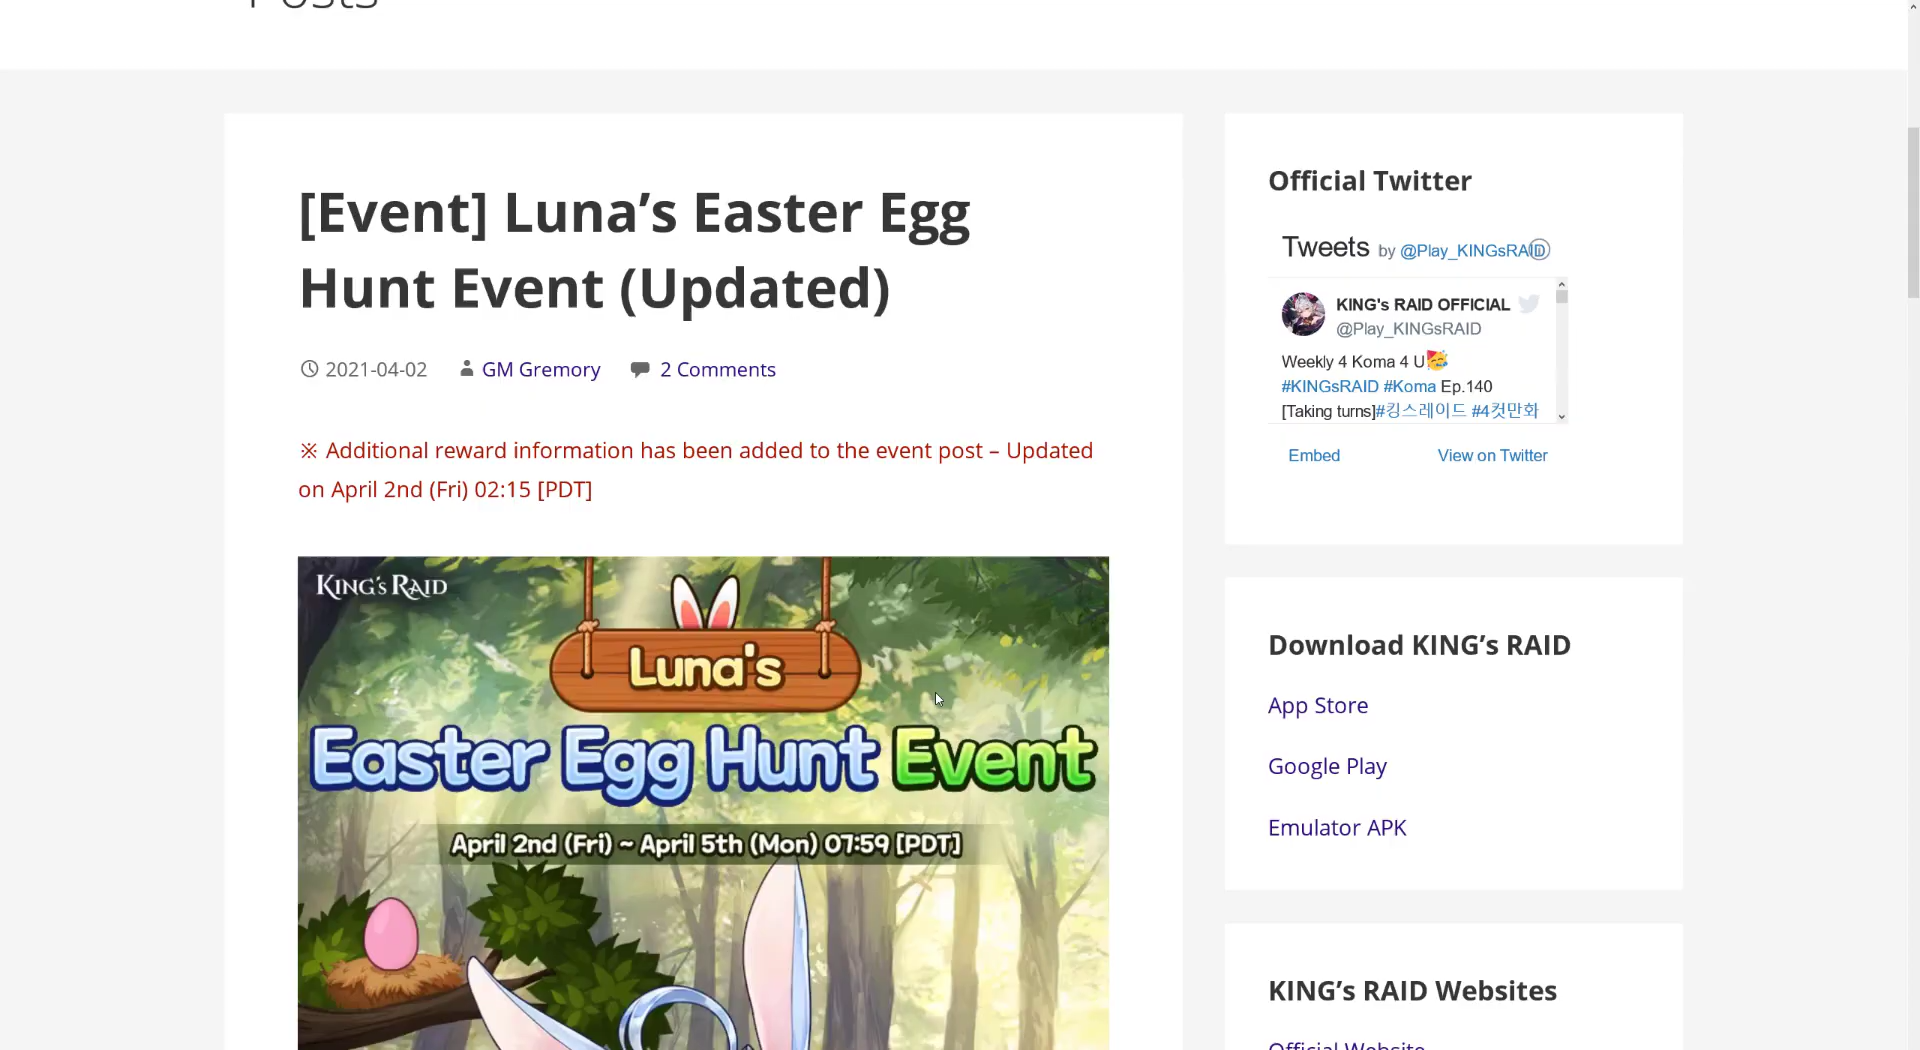 Posts
[Event] Luna’s Easter Egg
Hunt Event (Updated)
2021-04-02 GM Gremory 2 Comments
※ Additional reward information has been added to the event post – Updated
on April 2nd (Fri) 02:15 [PDT]
KING'S RAID
Luna's
Easter Egg Hunt Event
April 2nd (Fri) ~ April 5th (Mon) 07:59 [PDT]
Official Twitter
Tweets by @Play_KINGsRAID
KING's RAID OFFICIAL
@Play_KINGsRAID
Weekly 4 Koma 4 U🥳
#KINGsRAID #Koma Ep.140
[Taking turns]#킹스레이드 #4컷만화
Embed View on Twitter
Download KING’s RAID
App Store
Google Play
Emulator APK
KING’s RAID Websites
Official Website